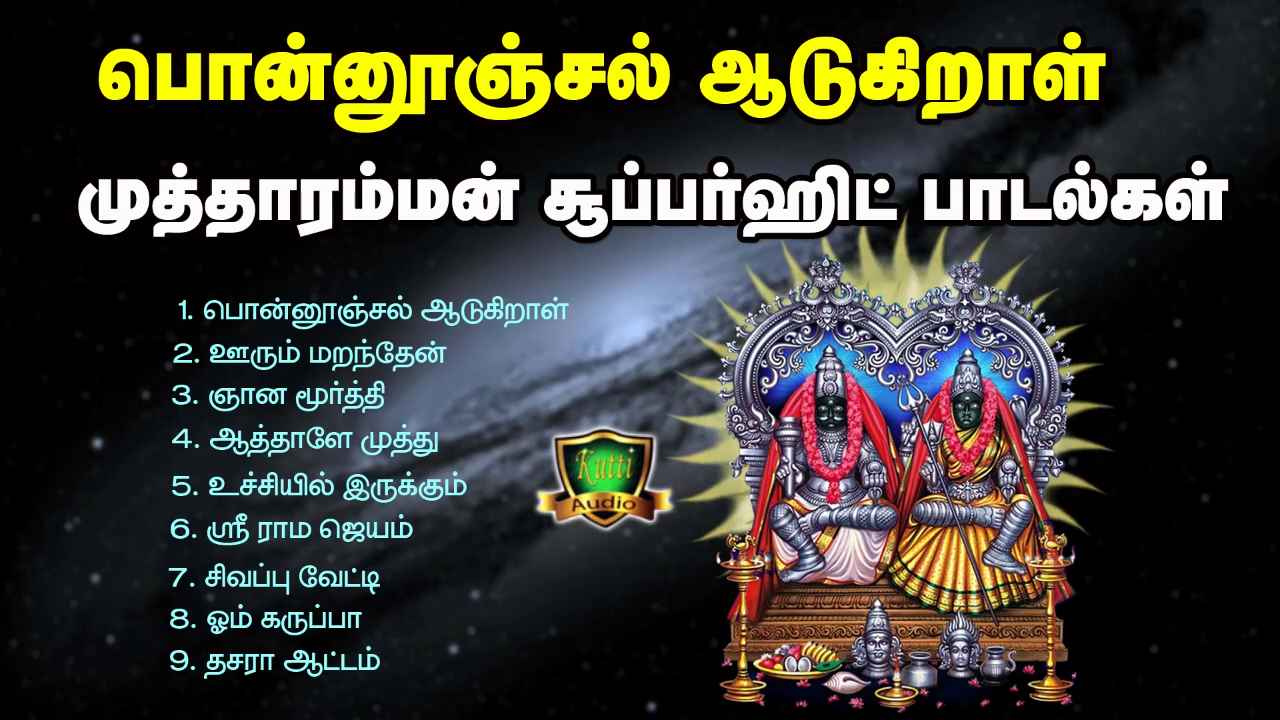 பொன்னூஞ்சல் ஆடுகிறாள்
முத்தாரம்மன் சூப்பர்ஹிட் பாடல்கள்
1. பொன்னூஞ்சல் ஆடுகிறாள்
2. ஊரும் மறந்தேன்
3. ஞான மூர்த்தி
4. ஆத்தாளே முத்து
5. உச்சியில் இருக்கும்
6. ஸ்ரீ ராம ஜெயம்
7. சிவப்பு வேட்டி
8. ஓம் கருப்பா
9. தசரா ஆட்டம்
Kutti
Audio